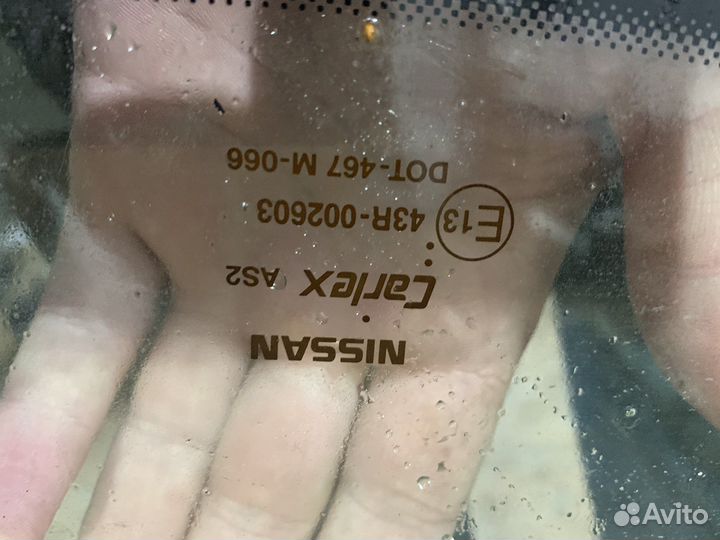 NISSAN
Carlex AS2
E13 43R-002603
DOT-467 M-066
Avito